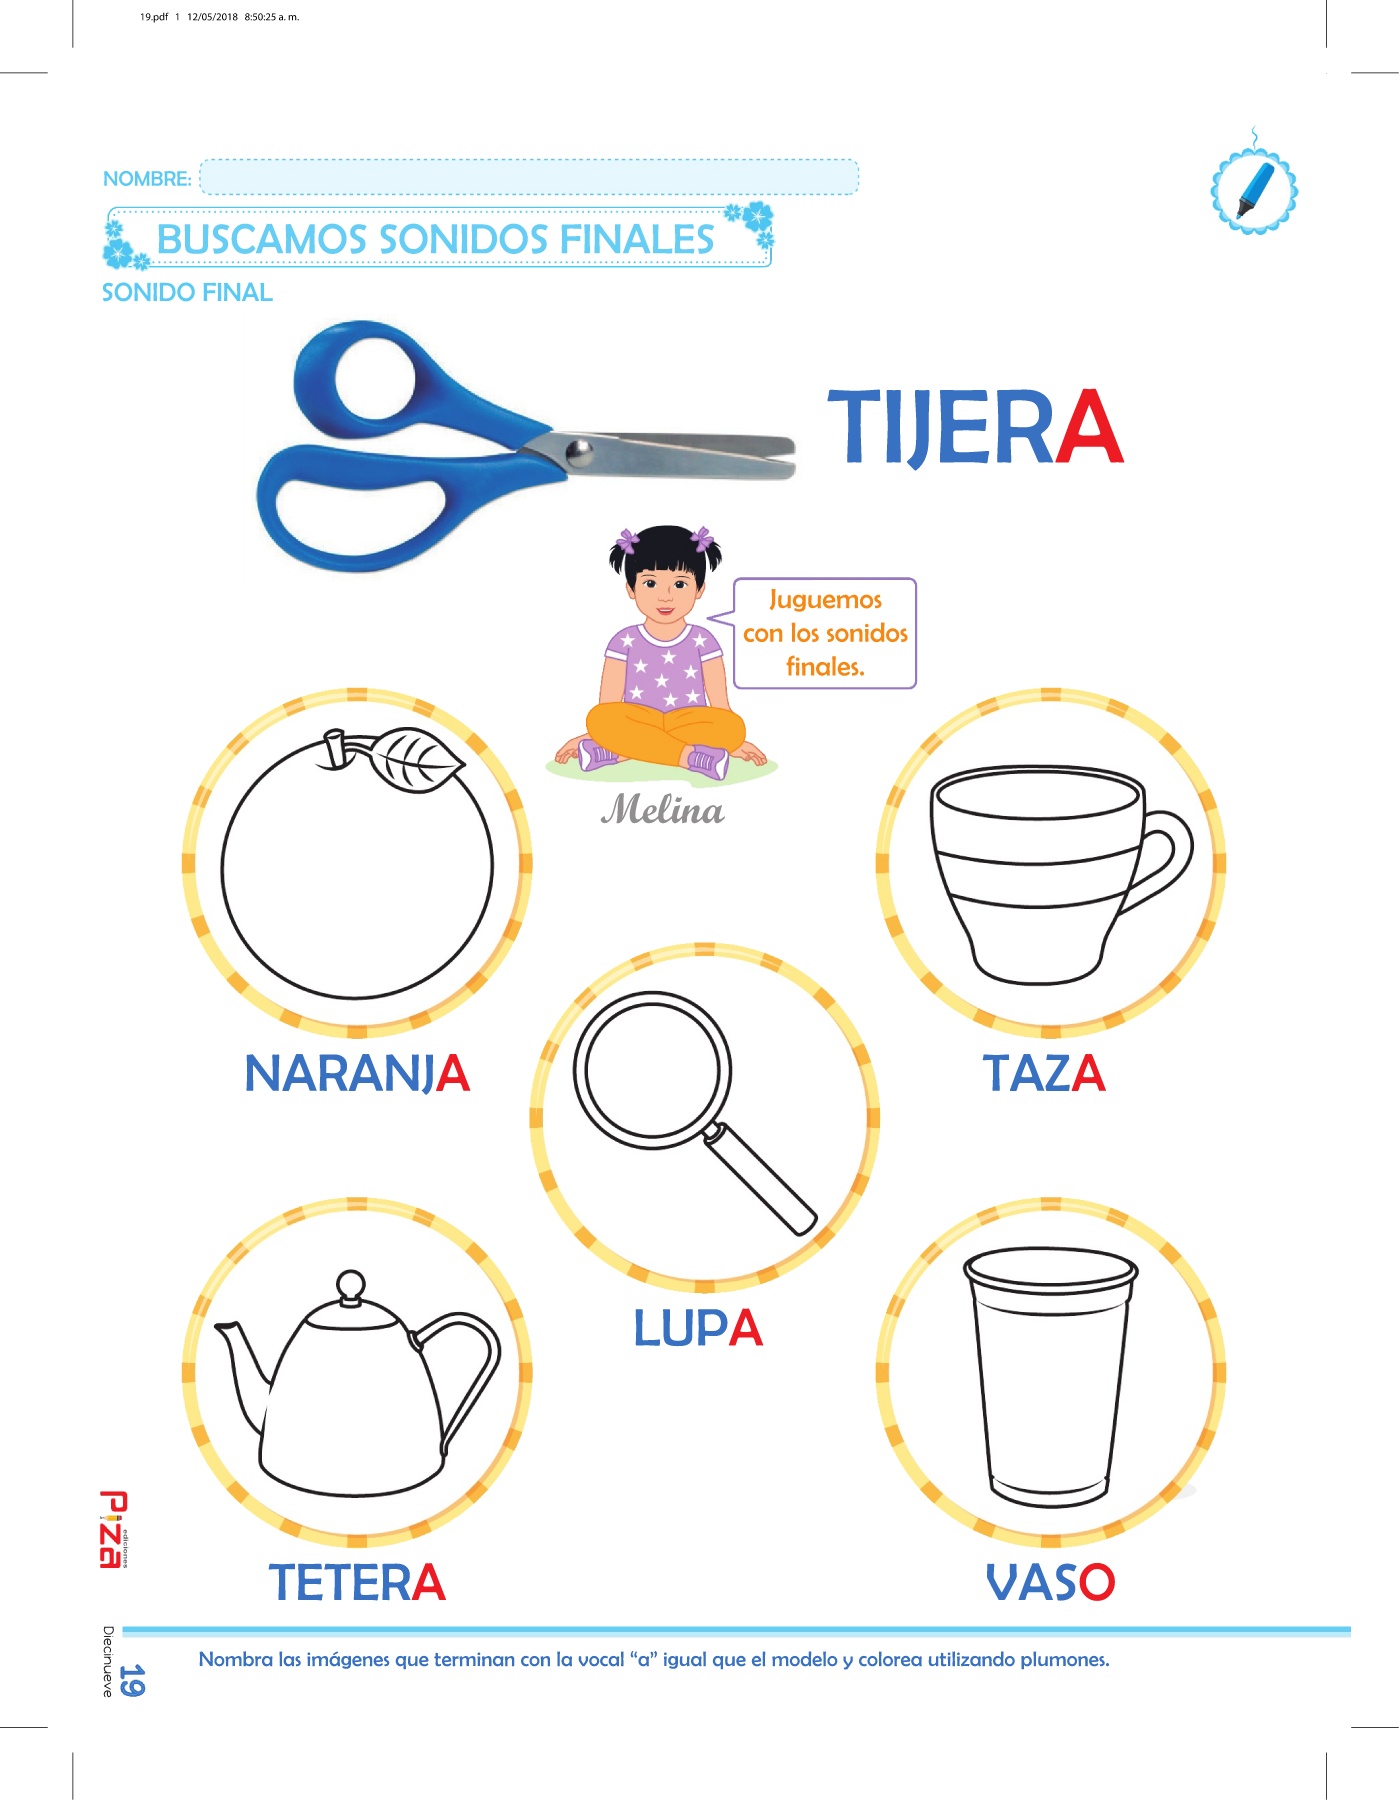 19.pdf 1 12/05/2018 8:50:25 a. m.
NOMBRE:
BUSCAMOS SONIDOS FINALES
SONIDO FINAL
TIJERA
Juguemos
con los sonidos
finales.
Melina
NARANJA
TAZA
LUPA
TETERA
VASO
Piza
ediciones
Diecinueve
19
Nombra las imágenes que terminan con la vocal “a” igual que el modelo y colorea utilizando plumones.